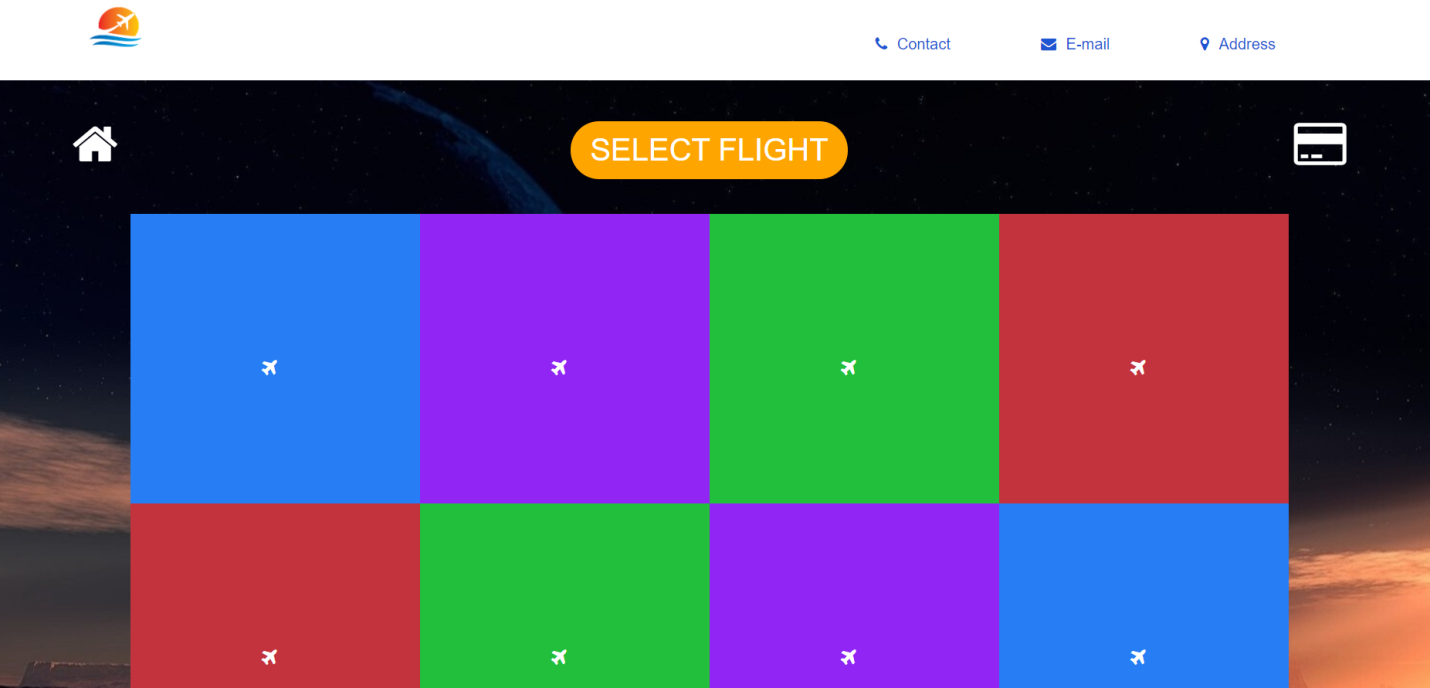 Contact
E-mail
Address
SELECT FLIGHT